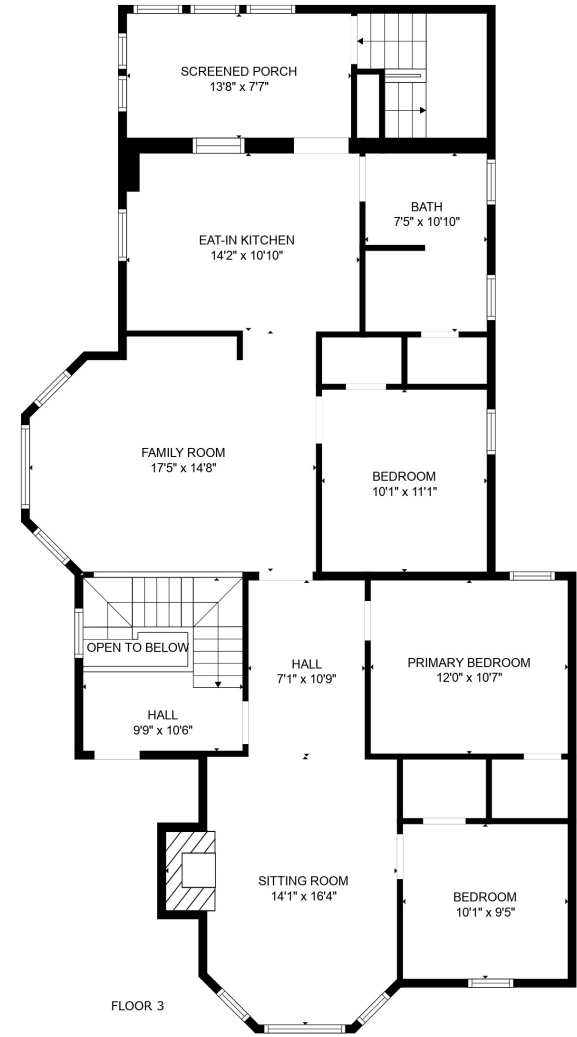 SCREENED PORCH
13'8" x 7'7"
BATH
7'5" x 10'10"
EAT-IN KITCHEN
14'2" x 10'10"
FAMILY ROOM
17'5" x 14'8"
BEDROOM
10'1" x 11'1"
OPEN TO BELOW
HALL
7'1" x 10'9"
PRIMARY BEDROOM
12'0" x 10'7"
HALL
9'9" x 10'6"
SITTING ROOM
14'1" x 16'4"
BEDROOM
10'1" x 9'5"
FLOOR 3